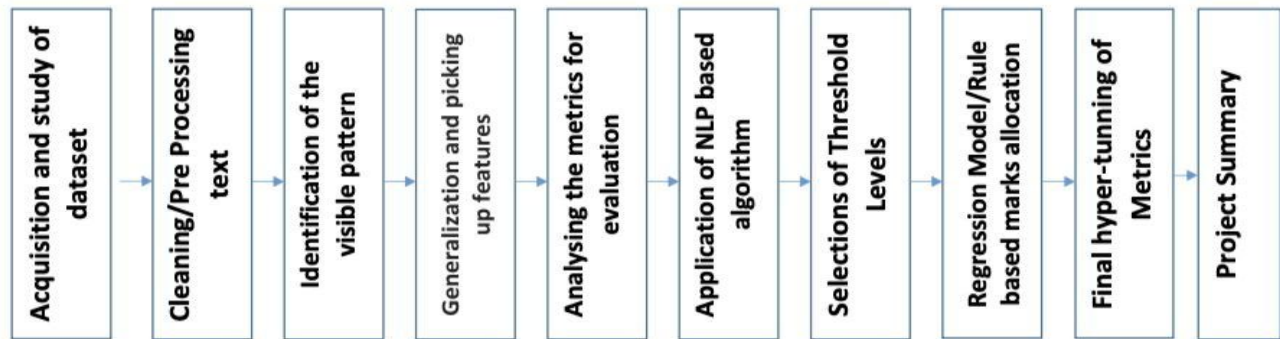 Acquisition and study of
dataset
Cleaning/Pre Processing
text
Identification of the
visible pattern
Generalization and picking
up features
Analysing the metrics for
evaluation
Application of NLP based
algorithm
Selections of Threshold
Levels
Regression Model/Rule
based marks allocation
Final hyper-tunning of
Metrics
Project Summary